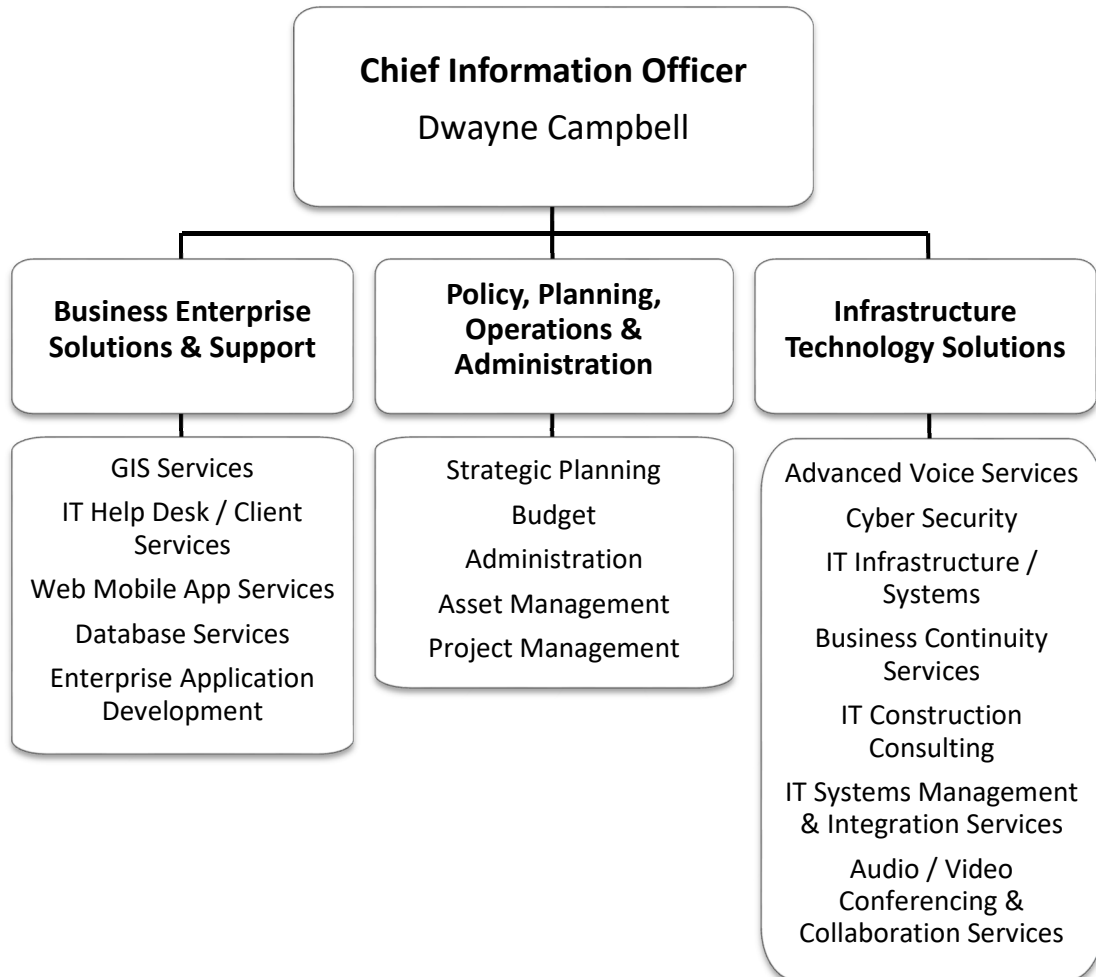 Chief Information Officer
Dwayne Campbell
Business Enterprise
Solutions & Support
Policy, Planning,
Operations &
Administration
Infrastructure
Technology Solutions
GIS Services
IT Help Desk / Client
Services
Web Mobile App Services
Database Services
Enterprise Application
Development
Strategic Planning
Budget
Administration
Asset Management
Project Management
Advanced Voice Services
Cyber Security
IT Infrastructure /
Systems
Business Continuity
Services
IT Construction
Consulting
IT Systems Management
& Integration Services
Audio / Video
Conferencing &
Collaboration Services